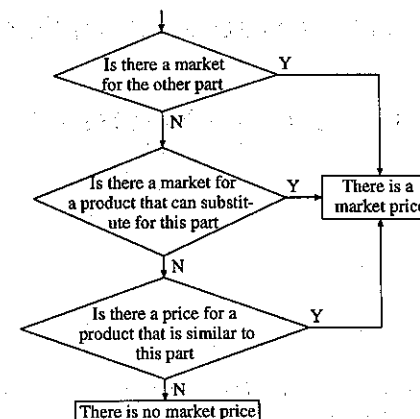 Is there a market
for the other part
Y
N
Is there a market for
a product that can substit-
ute for this part
Y
There is a
market price
N
Is there a price for a
product that is similar to
this part
Y
N
There is no market price